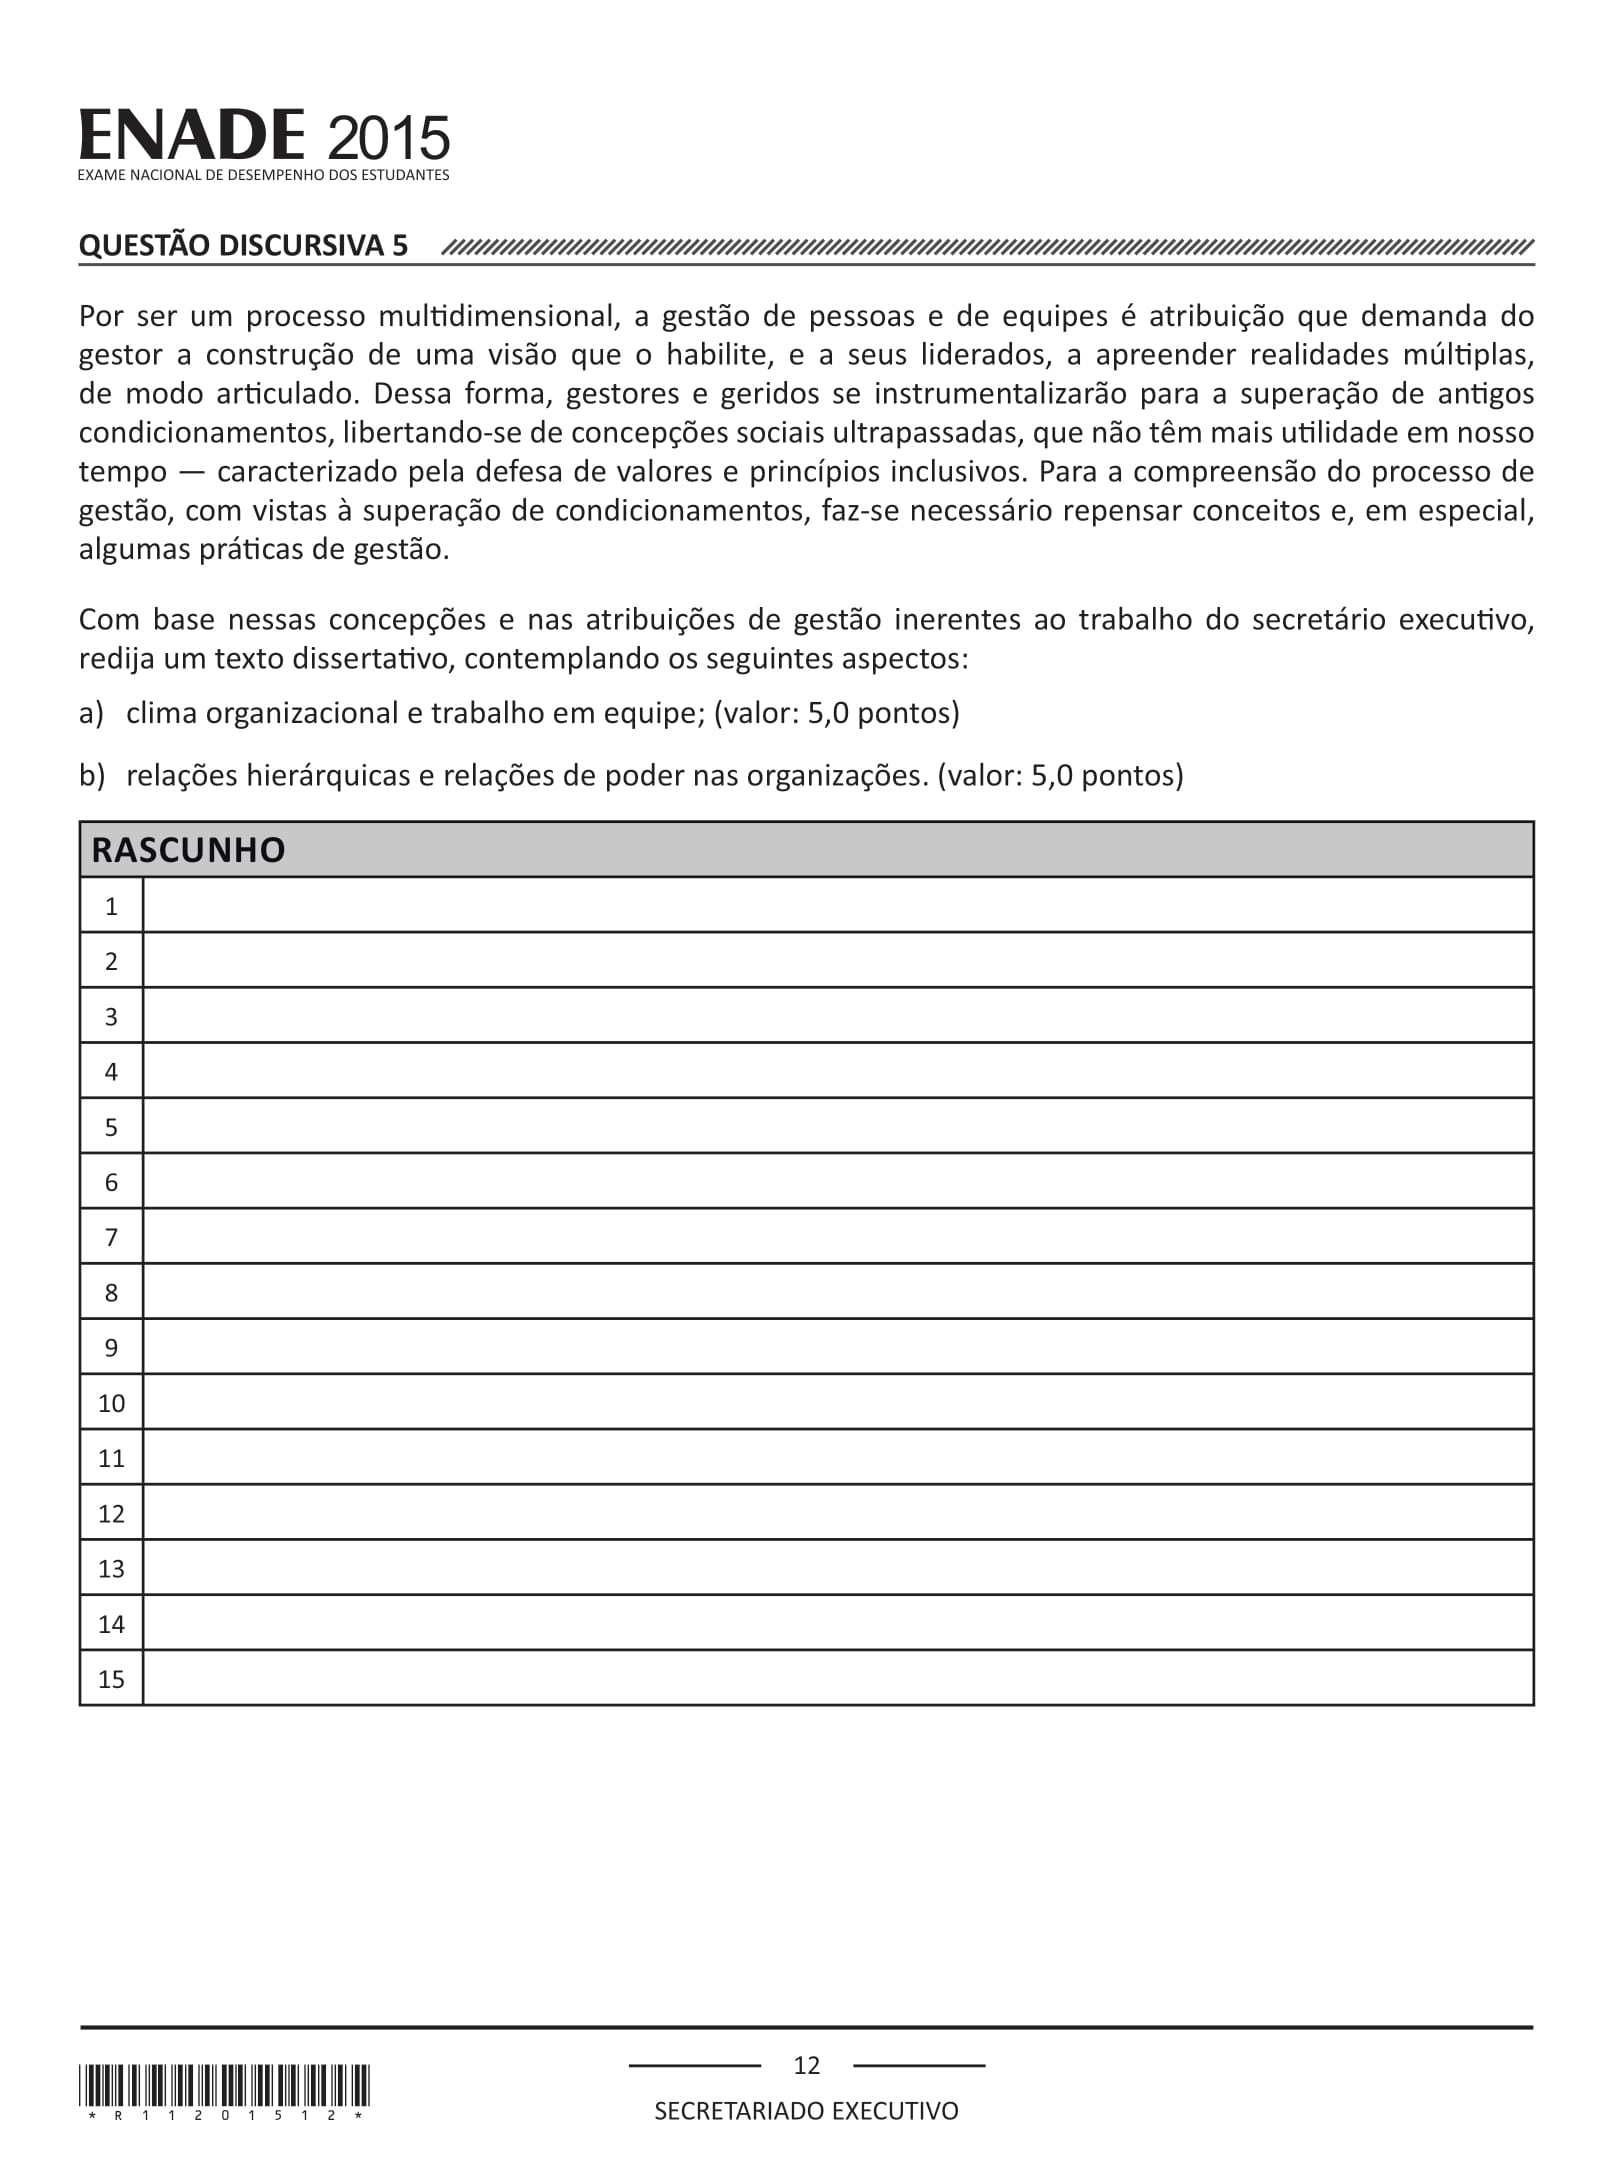 ENADE 2015
EXAME NACIONAL DE DESEMPENHO DOS ESTUDANTES
QUESTÃO DISCURSIVA 5
Por ser um processo multidimensional, a gestão de pessoas e de equipes é atribuição que demanda do
gestor a construção de uma visão que o habilite, e a seus liderados, a apreender realidades múltiplas,
de modo articulado. Dessa forma, gestores e geridos se instrumentalizarão para a superação de antigos
condicionamentos, libertando-se de concepções sociais ultrapassadas, que não têm mais utilidade em nosso
tempo — caracterizado pela defesa de valores e princípios inclusivos. Para a compreensão do processo de
gestão, com vistas à superação de condicionamentos, faz-se necessário repensar conceitos e, em especial,
algumas práticas de gestão.
Com base nessas concepções e nas atribuições de gestão inerentes ao trabalho do secretário executivo,
redija um texto dissertativo, contemplando os seguintes aspectos:
a) clima organizacional e trabalho em equipe; (valor: 5,0 pontos)
b) relações hierárquicas e relações de poder nas organizações. (valor: 5,0 pontos)
RASCUNHO
1
2
3
4
5
6
7
8
9
10
11
12
13
14
15
12
SECRETARIADO EXECUTIVO
* R 1 1 2 0 1 5 1 2 *